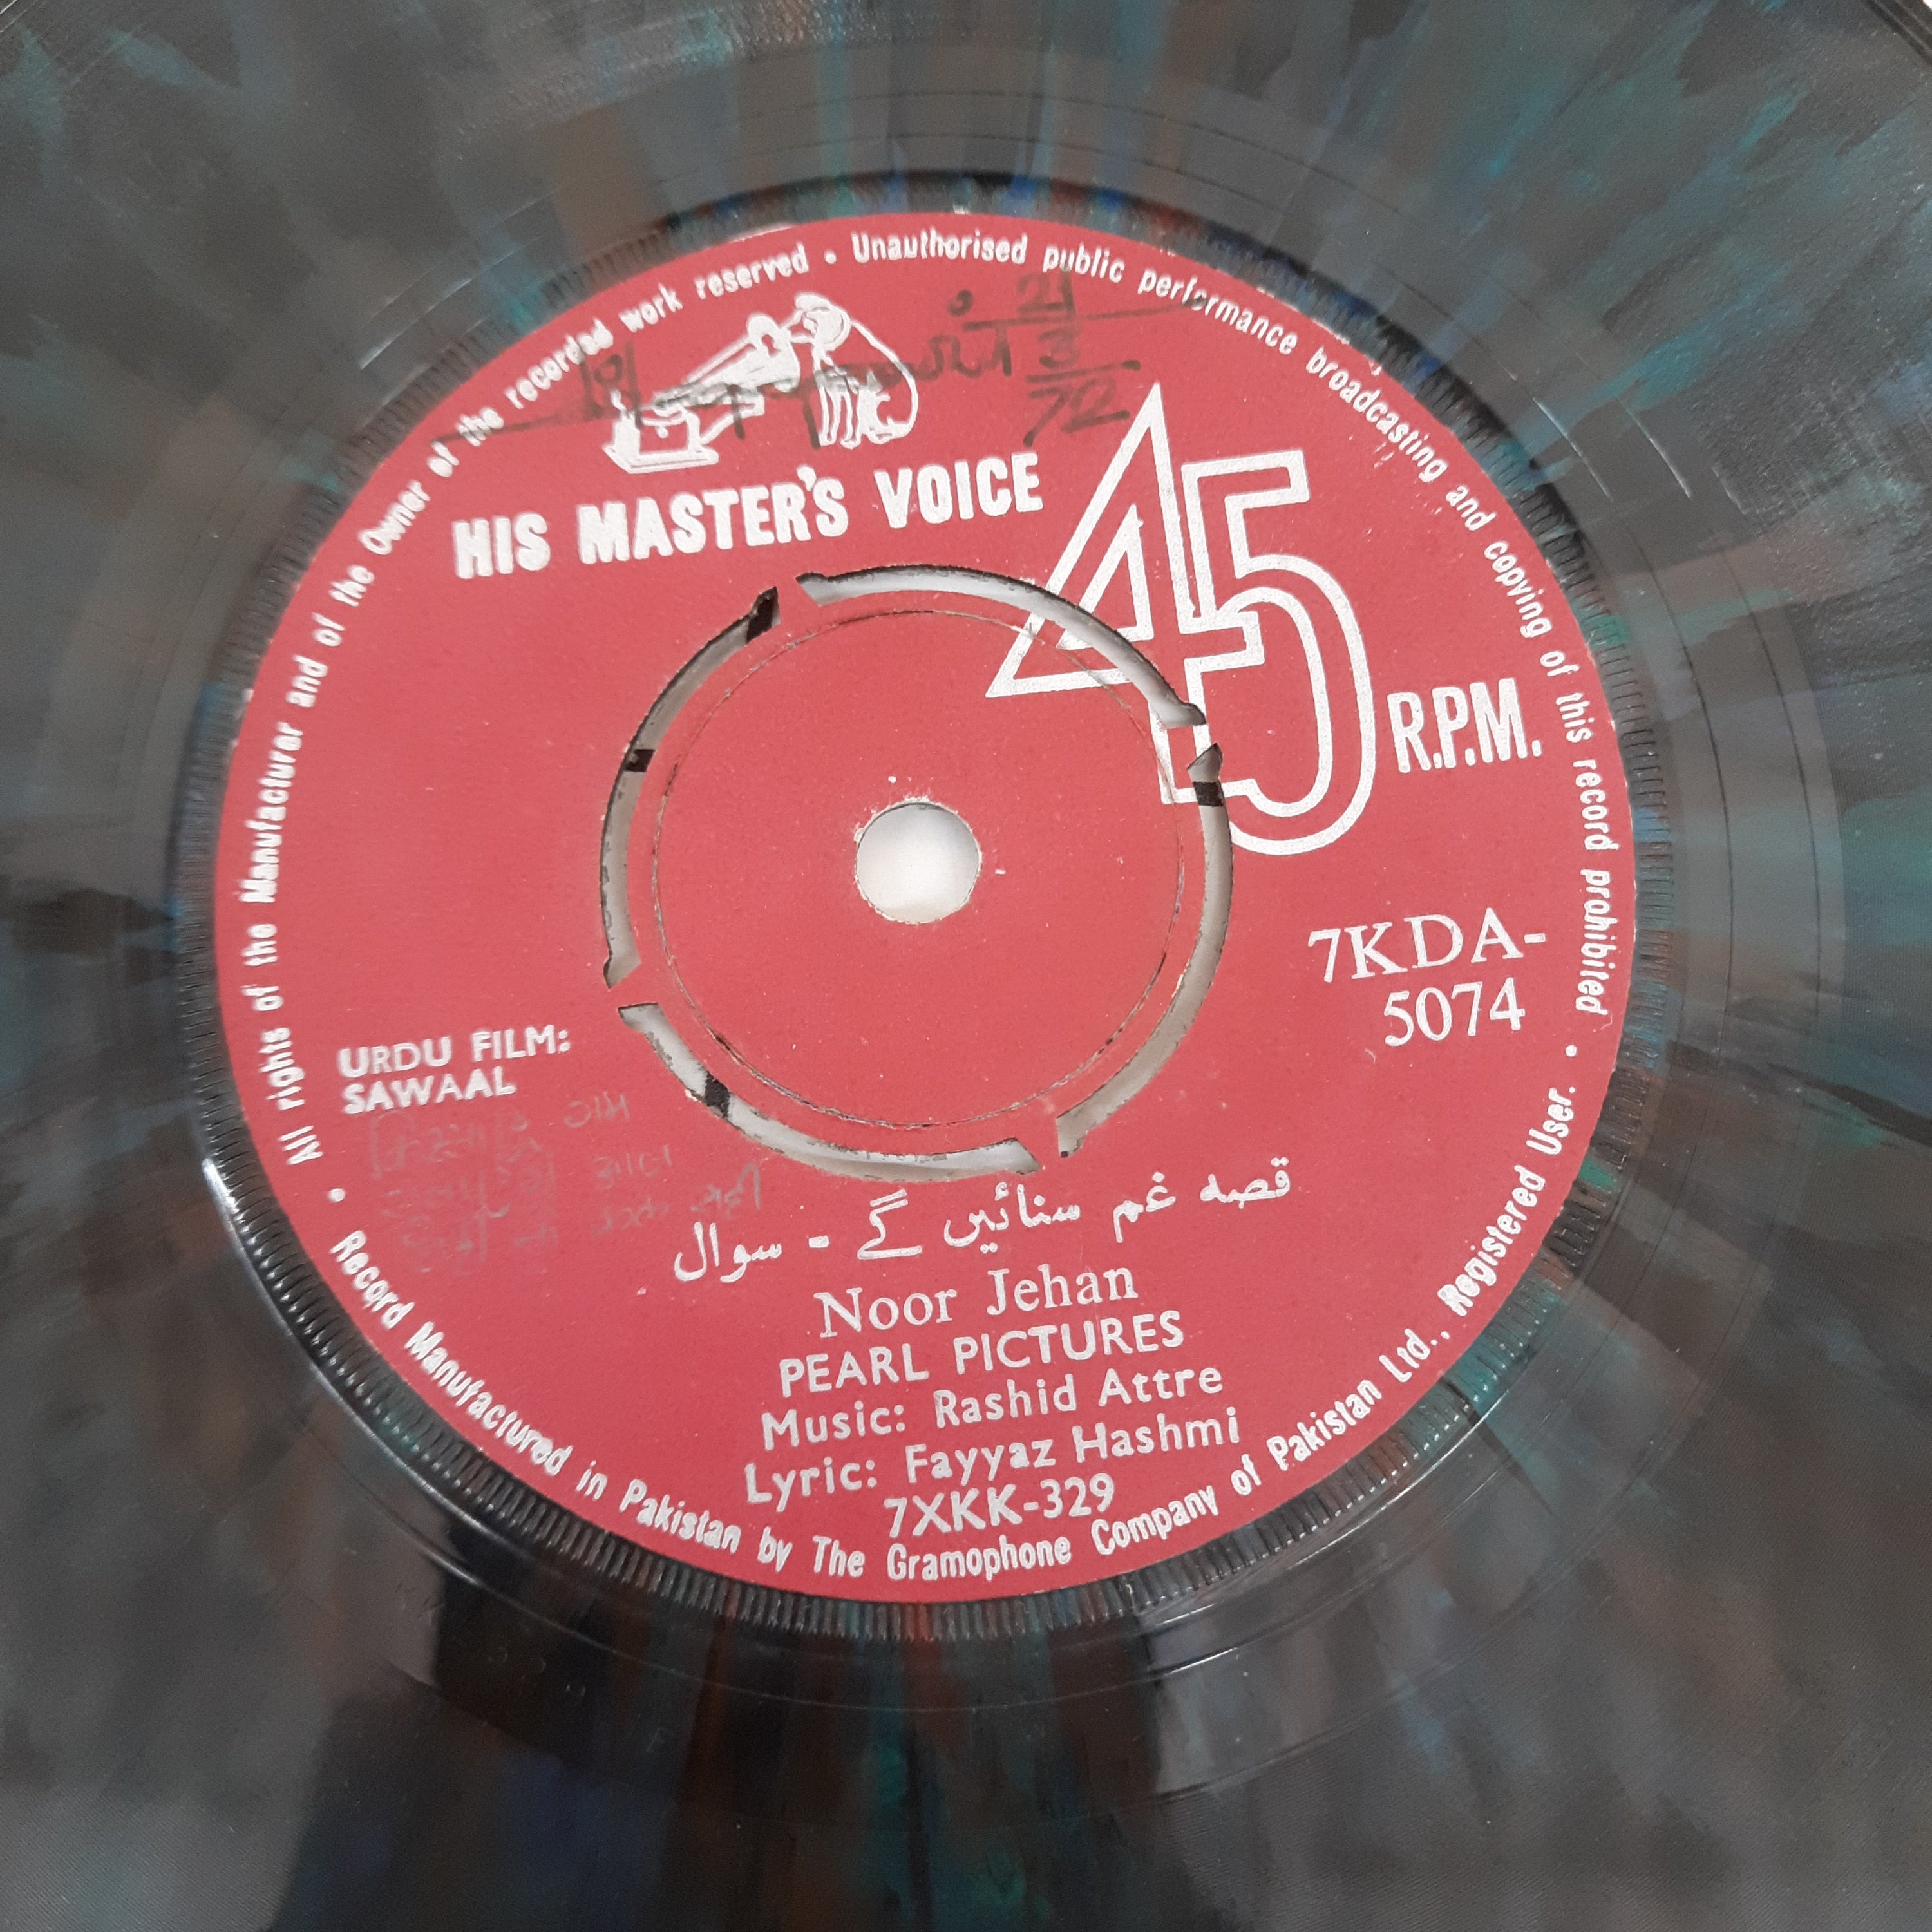 All rights of the Manufacturer and of the Owner of the recorded work reserved • Unauthorised public performance broadcasting and copying of this record prohibited •
21
3
72
HIS MASTER'S VOICE
45 R.P.M.
7KDA-
5074
URDU FILM:
SAWAAL
قصہ غم سنائیں گے - سوال
Noor Jehan
PEARL PICTURES
Music: Rashid Attre
Lyric: Fayyaz Hashmi
7XKK-329
• Record Manufactured in Pakistan by The Gramophone Company of Pakistan Ltd., Registered User.